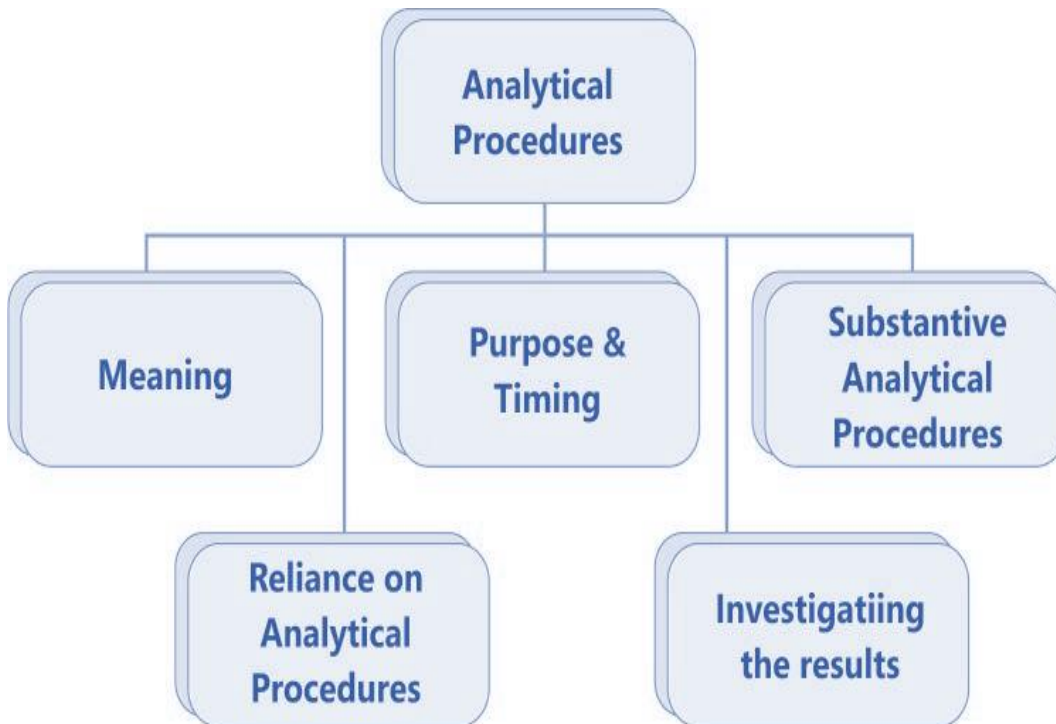 Analytical
Procedures
Meaning
Purpose &
Timing
Substantive
Analytical
Procedures
Reliance on
Analytical
Procedures
Investigatiing
the results